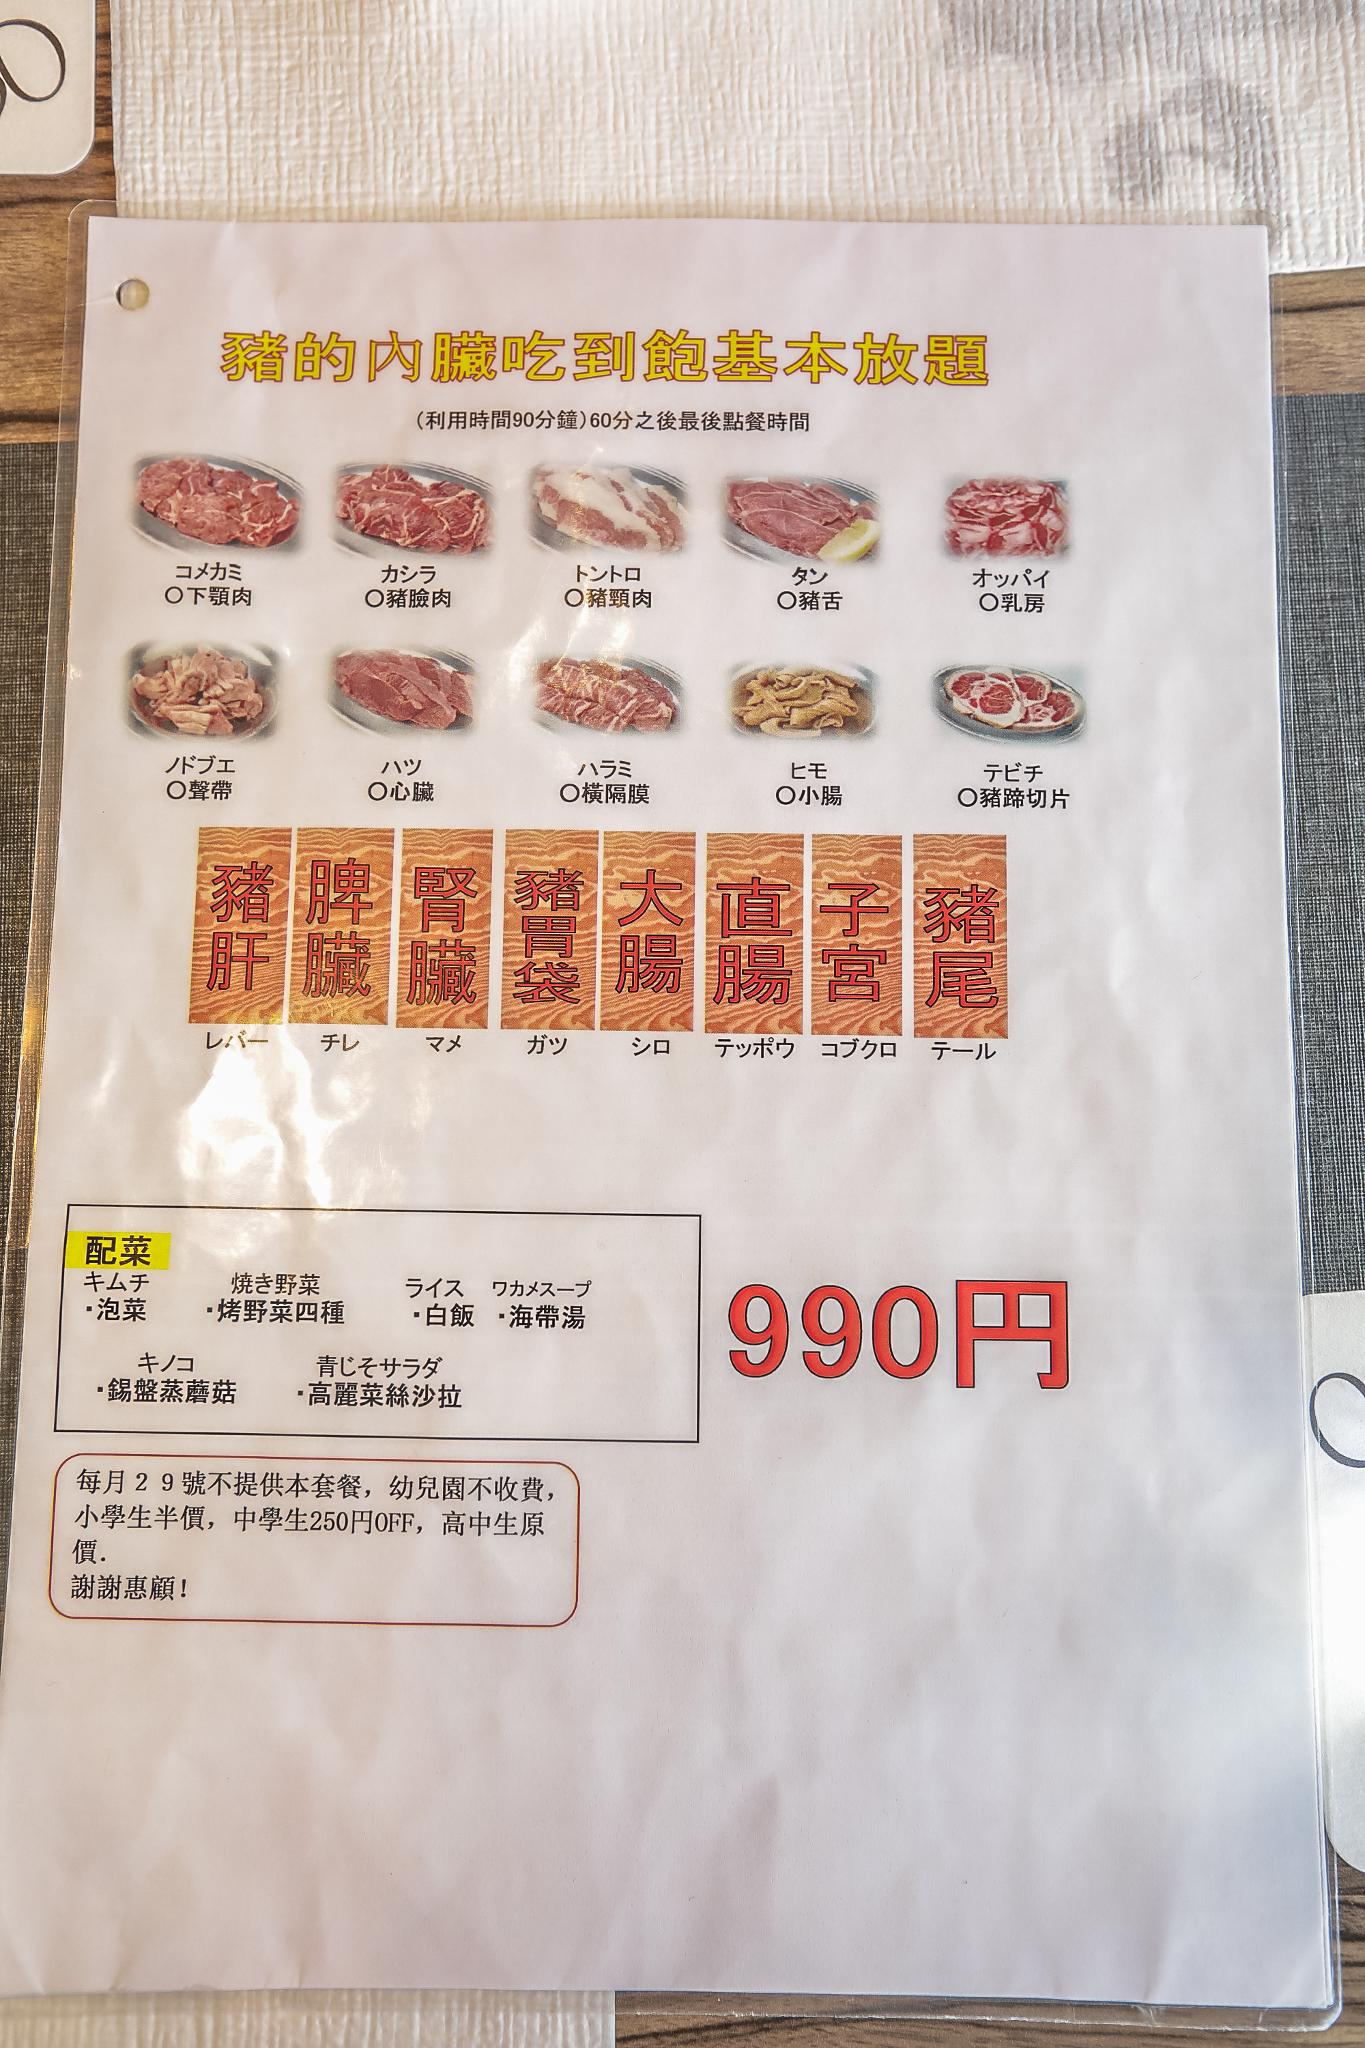 豬的內臟吃到飽基本放題
（利用時間90分鐘）60分之後最後點餐時間
コメカミ カシラ トントロ タン オッパイ
〇下顎肉 〇豬臉肉 〇豬頸肉 〇豬舌 〇乳房
ノドブエ ハツ ハラミ ヒモ テビチ
〇聲帶 〇心臟 〇橫隔膜 〇小腸 〇豬蹄切片
豬肝 脾臟 腎臟 豬胃袋 大腸 直腸 子宮 豬尾
レバー チレ マメ ガツ シロ テッポウ コブクロ テール
配菜
キムチ 焼き野菜 ライス ワカメスープ
・泡菜 ・烤野菜四種 ・白飯 ・海帶湯
キノコ 青じそサラダ
・錫盤蒸蘑菇 ・高麗菜絲沙拉
990円
每月２９號不提供本套餐，幼兒園不收費，
小學生半價，中學生250円OFF，高中生原
價．
謝謝惠顧！